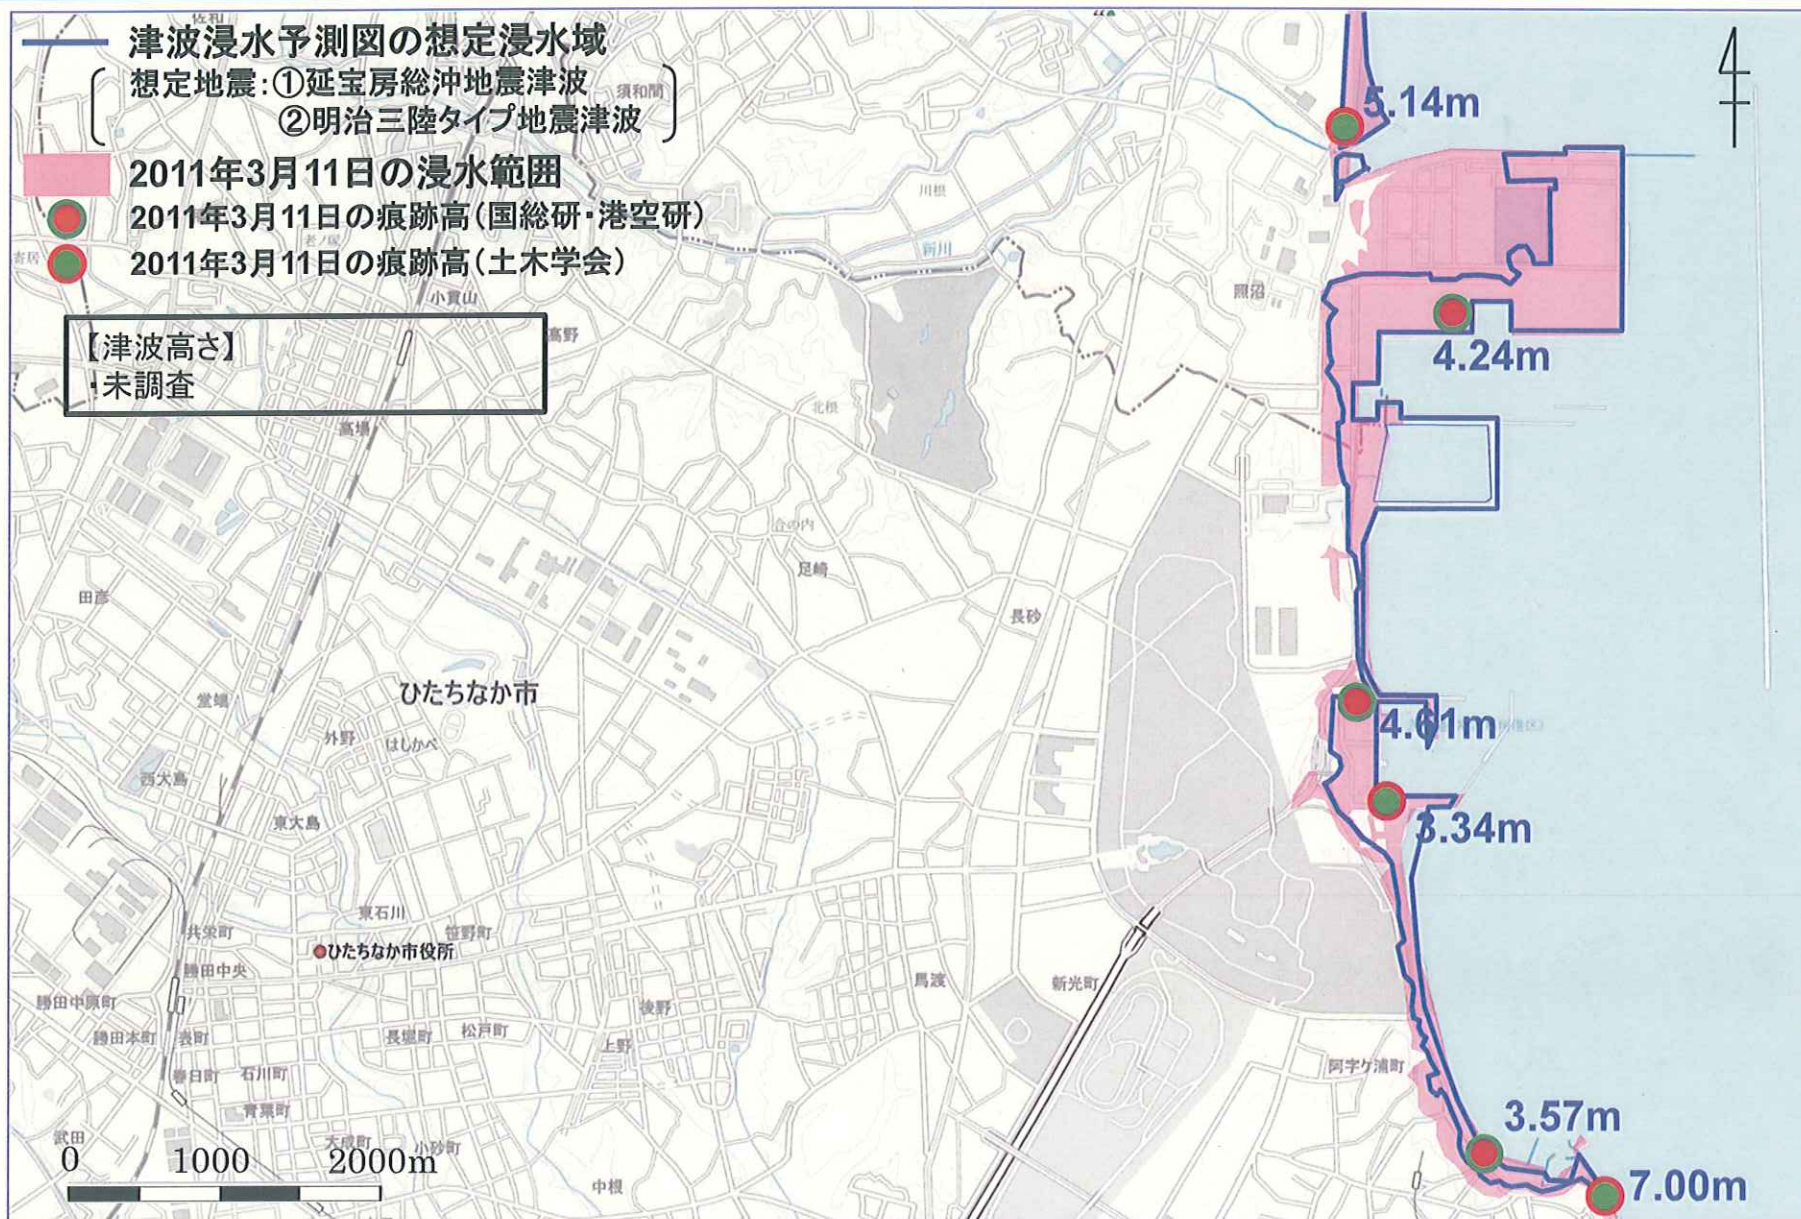 佐和
津波浸水予測図の想定浸水域
想定地震:①延宝房総沖地震津波
②明治三陸タイプ地震津波
須和間
2011年3月11日の浸水範囲
2011年3月11日の痕跡高(国総研・港空研)
2011年3月11日の痕跡高(土木学会)
【津波高さ】
・未調査
5.14m
川根
新川
寄居
小貫山
照沼
高野
4.24m
北根
高場
合の内
足崎
田彦
長砂
ひたちなか市
堂端
4.61m
外野
はしかべ
西大島
東大島
3.34m
東石川
共栄町
笹野町
ひたちなか市役所
勝田中央
馬渡
新光町
勝田中原町
後野
勝田本町
表町
長堀町
松戸町
上野
阿字ケ浦町
春日町
石川町
青葉町
3.57m
武田
大成町
小砂町
0 1000 2000m
中根
7.00m